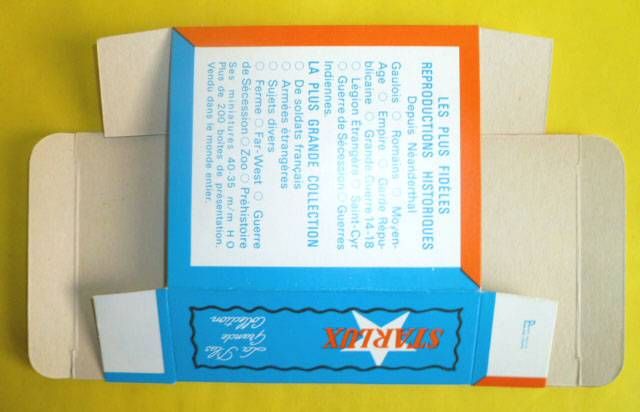 LES PLUS FIDÈLES
REPRODUCTIONS HISTORIQUES
Depuis Néanderthal
Gaulois ○ Romains ○ Moyen-
Age ○ Empire ○ Garde Répu-
blicaine ○ Grande Guerre 14-18
○ Légion Etrangère ○ Saint-Cyr
○ Guerre de Sécession ○ Guerres
Indiennes.
LA PLUS GRANDE COLLECTION
○ De soldats français
○ Armées étrangères
○ Sujets divers
○ Ferme ○ Far-West ○ Guerre
de Sécession ○ Zoo ○ Préhistoire
Ses miniatures 40-35 m/m HO
Plus de 200 boîtes de présentation.
Vendu dans le monde entier.
STARLUX
La Plus
Grande
Collection